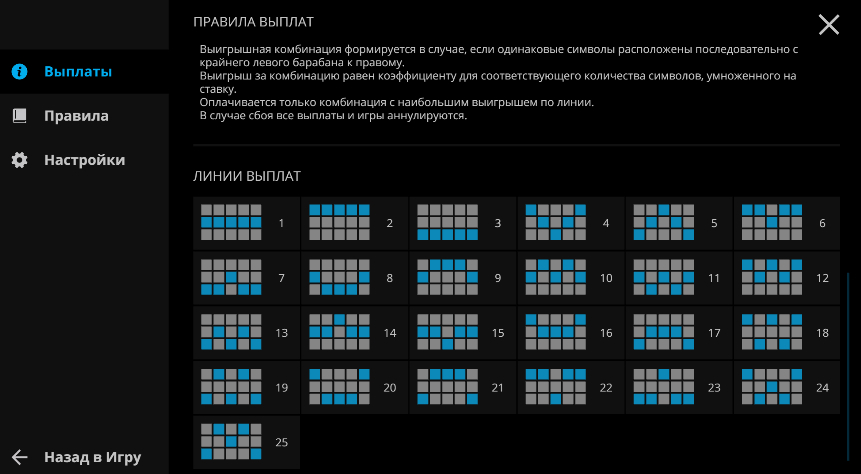 ПРАВИЛА ВЫПЛАТ
Выигрышная комбинация формируется в случае, если одинаковые символы расположены последовательно с
крайнего левого барабана к правому.
Выигрыш за комбинацию равен коэффициенту для соответствующего количества символов, умноженного на
ставку.
Оплачивается только комбинация с наибольшим выигрышем по линии.
В случае сбоя все выплаты и игры аннулируются.
Выплаты
Правила
Настройки
ЛИНИИ ВЫПЛАТ
1 2 3 4 5 6
7 8 9 10 11 12
13 14 15 16 17 18
19 20 21 22 23 24
25
Назад в Игру